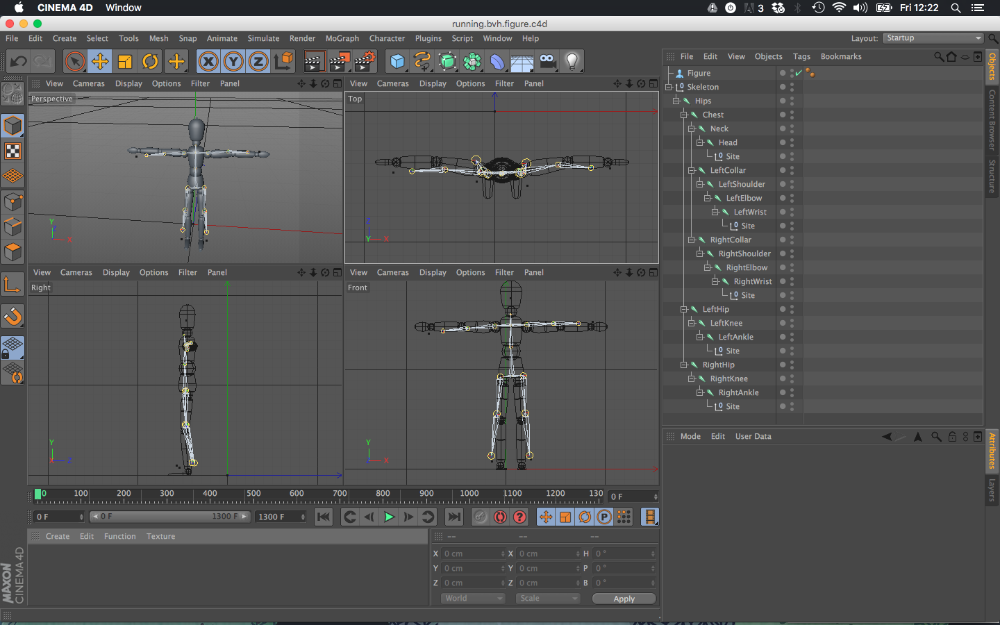 CINEMA 4D Window
3 Fri 12:22
running.bvh.figure.c4d
File Edit Create Select Tools Mesh Snap Animate Simulate Render MoGraph Character Plugins Script Window Help
Layout: Startup
X Y Z
File Edit View Objects Tags Bookmarks
Objects
Content Browser
Structure
View Cameras Display Options Filter Panel
Perspective
Y
Z
X
View Cameras Display Options Filter Panel
Top
Z
Y X
View Cameras Display Options Filter Panel
Right
Y
X Z
View Cameras Display Options Filter Panel
Front
Y
Z X
Figure
Skeleton
Hips
Chest
Neck
Head
Site
LeftCollar
LeftShoulder
LeftElbow
LeftWrist
Site
RightCollar
RightShoulder
RightElbow
RightWrist
Site
LeftHip
LeftKnee
LeftAnkle
Site
RightHip
RightKnee
RightAnkle
Site
Mode Edit User Data
Attributes
Layers
0 100 200 300 400 500 600 700 800 900 1000 1100 1200 130 0 F
0 F 0 F 1300 F 1300 F
P
Create Edit Function Texture
-- -- --
X 0 cm X 0 cm H 0 °
Y 0 cm Y 0 cm P 0 °
Z 0 cm Z 0 cm B 0 °
World Scale Apply
MAXON
CINEMA 4D